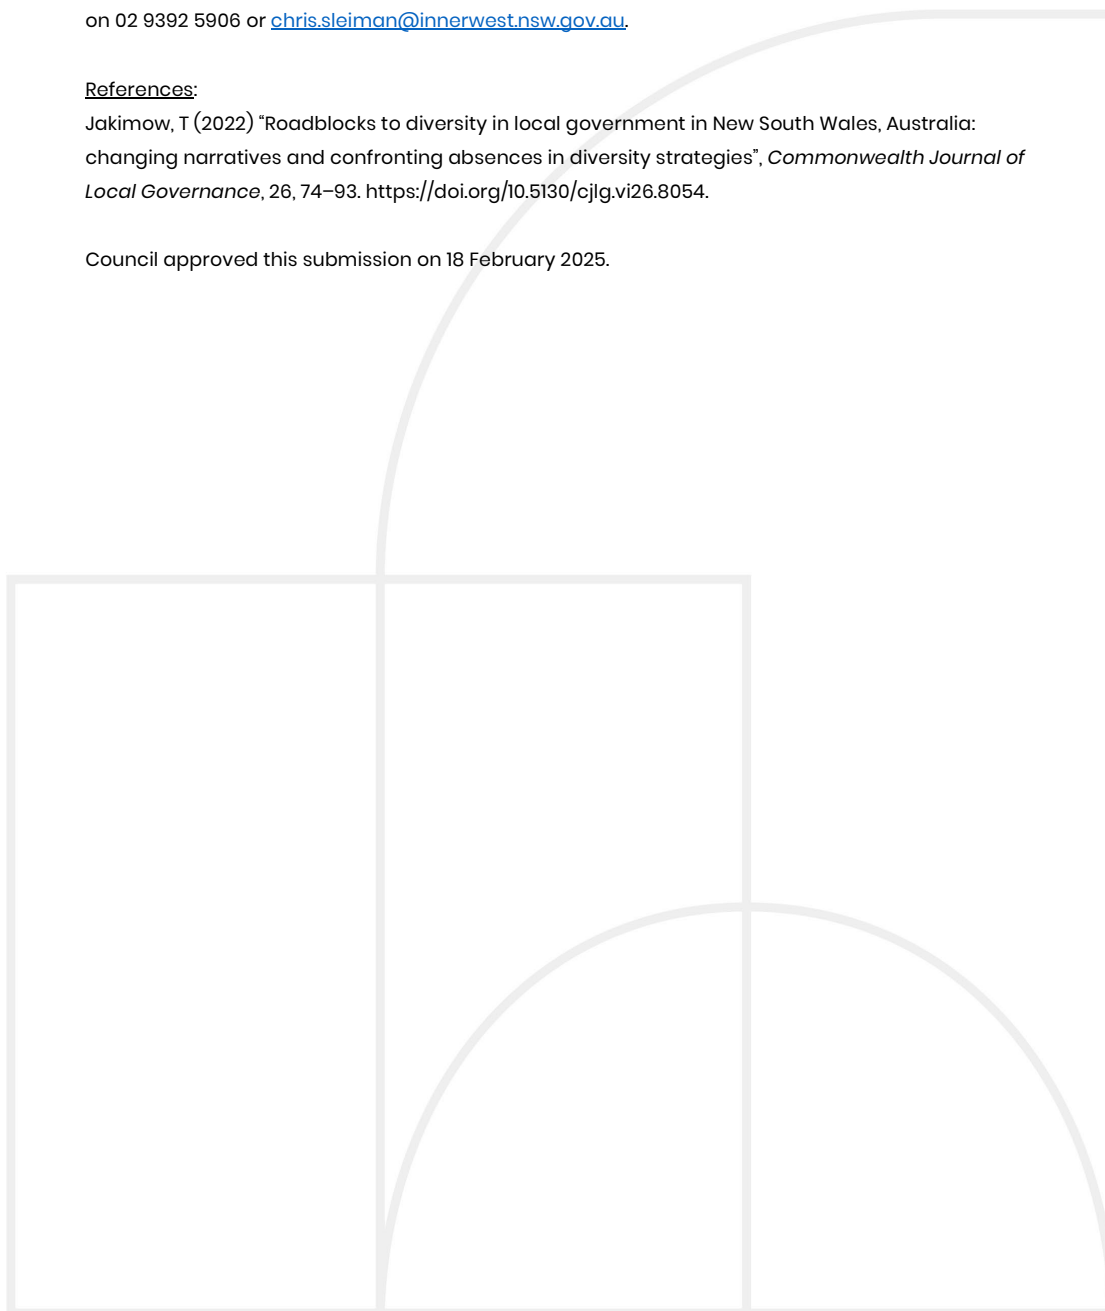 on 02 9392 5906 or chris.sleiman@innerwest.nsw.gov.au.
References:
Jakimow, T (2022) “Roadblocks to diversity in local government in New South Wales, Australia:
changing narratives and confronting absences in diversity strategies”, Commonwealth Journal of
Local Governance, 26, 74–93. https://doi.org/10.5130/cjlg.vi26.8054.
Council approved this submission on 18 February 2025.